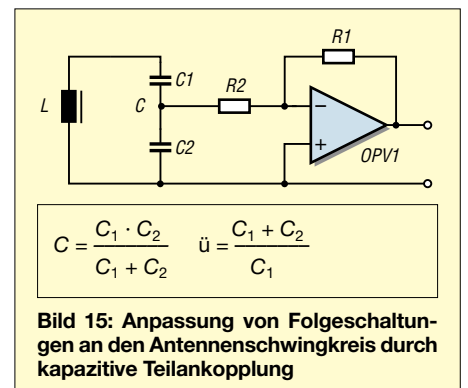 R1
C1
R2
L
C
–
C2
+
OPV1
C = C₁ · C₂ / C₁ + C₂    ü = C₁ + C₂ / C₁
Bild 15: Anpassung von Folgeschaltun-
gen an den Antennenschwingkreis durch
kapazitive Teilankopplung